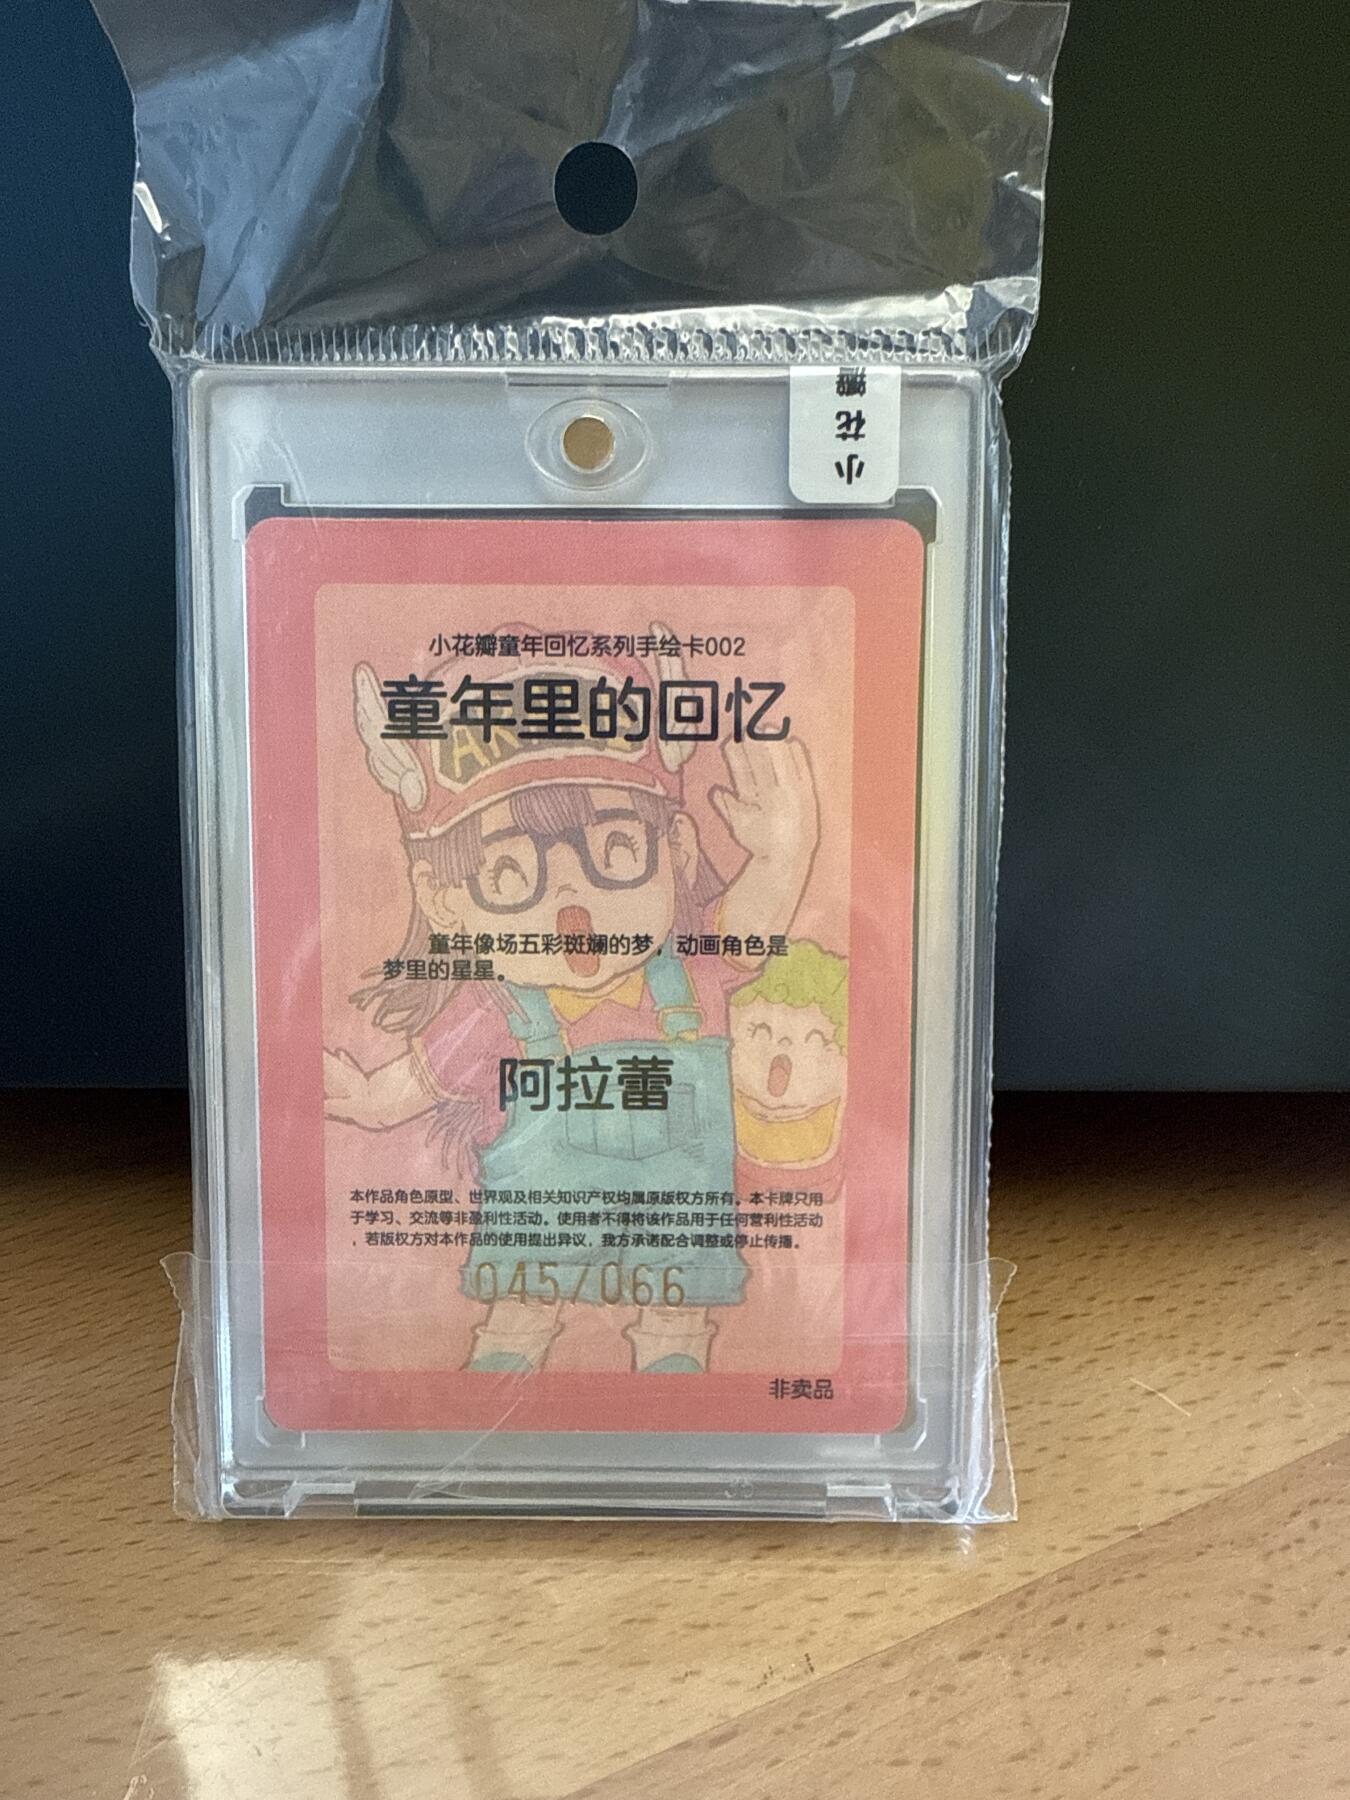 小花瓣
小花瓣童年回忆系列手绘卡002
童年里的回忆
童年像场五彩斑斓的梦，动画角色是
梦里的星星。
阿拉蕾
本作品角色原型、世界观及相关知识产权均属原版权方所有。本卡牌只用
于学习、交流等非盈利性活动。使用者不得将该作品用于任何营利性活动
，若版权方对本作品的使用提出异议，我方承诺配合调整或停止传播。
045/066
非卖品